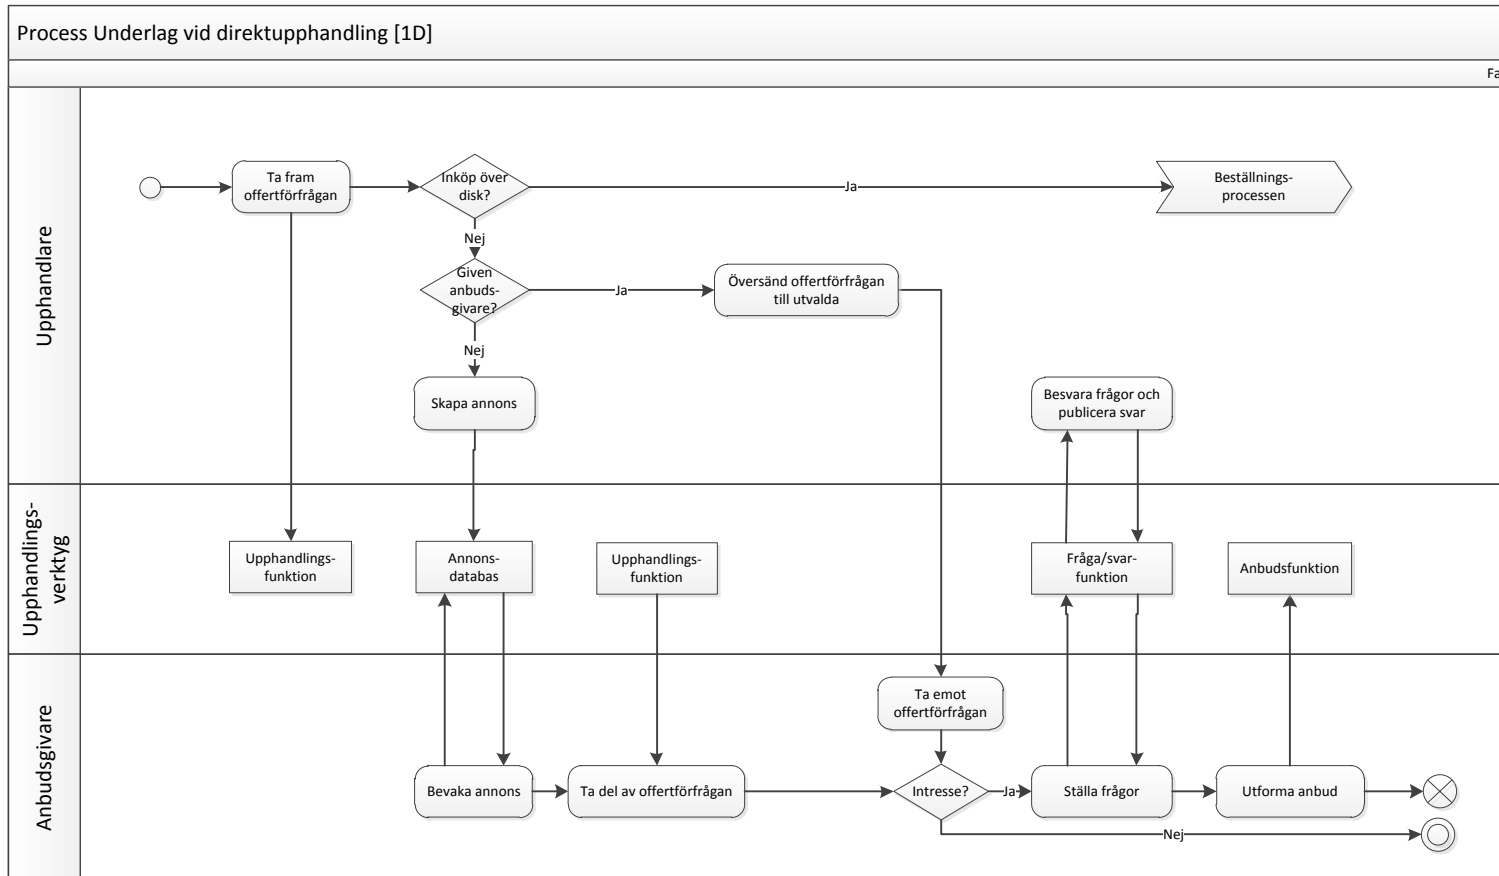 Process Underlag vid direktupphandling [1D]
Fa
Upphandlare
Ta fram
offertförfrågan
Inköp över
disk?
Ja
Beställnings-
processen
Nej
Given
anbuds-
givare?
Ja
Översänd offertförfrågan
till utvalda
Nej
Skapa annons
Besvara frågor och
publicera svar
Upphandlings-
verktyg
Upphandlings-
funktion
Annons-
databas
Upphandlings-
funktion
Fråga/svar-
funktion
Anbudsfunktion
Anbudsgivare
Ta emot
offertförfrågan
Bevaka annons
Ta del av offertförfrågan
Intresse?
Ja
Ställa frågor
Utforma anbud
Nej